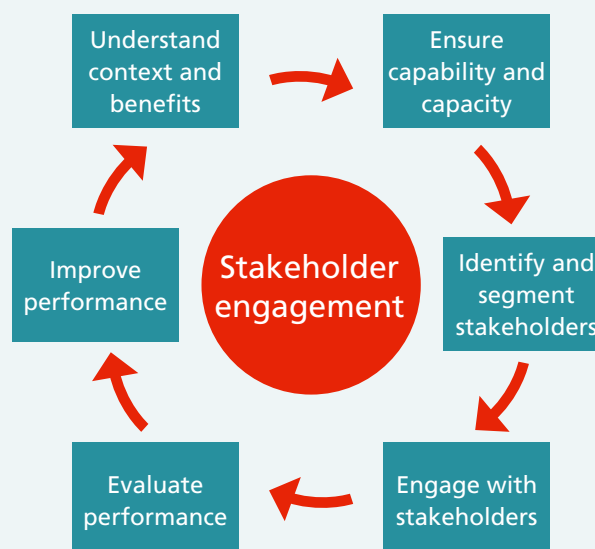 Understand
context and
benefits
Ensure
capability and
capacity
Identify and
segment
stakeholders
Engage with
stakeholders
Evaluate
performance
Improve
performance
Stakeholder
engagement